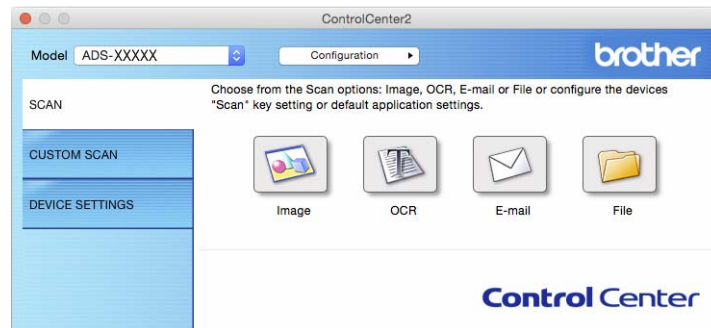 ControlCenter2
Model ADS-XXXXX Configuration brother
SCAN
Choose from the Scan options: Image, OCR, E-mail or File or configure the devices
"Scan" key setting or default application settings.
CUSTOM SCAN
DEVICE SETTINGS
Image OCR E-mail File
Control Center